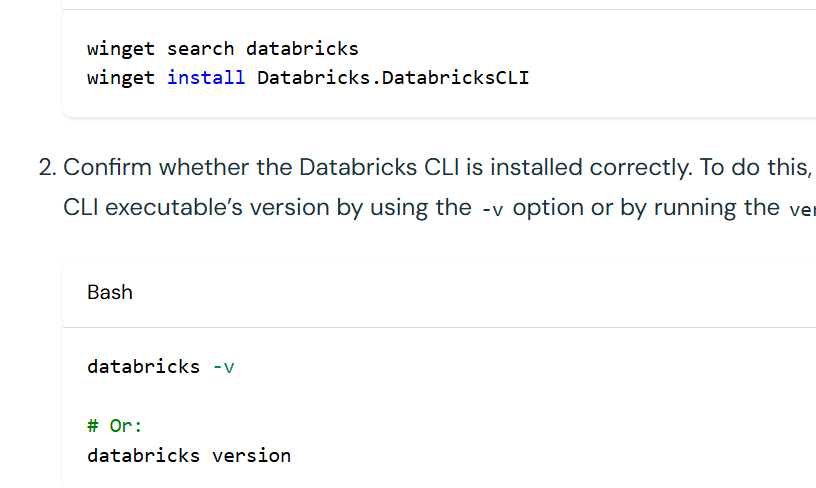 winget search databricks
winget install Databricks.DatabricksCLI
2. Confirm whether the Databricks CLI is installed correctly. To do this,
CLI executable’s version by using the -v option or by running the ver
Bash
databricks -v
# Or:
databricks version